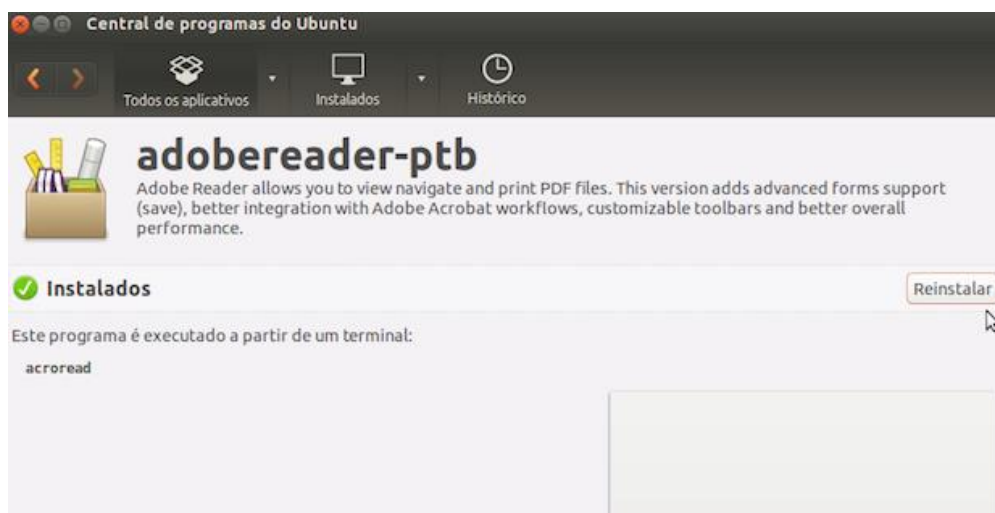 Central de programas do Ubuntu
Todos os aplicativos
Instalados
Histórico
adobereader-ptb
Adobe Reader allows you to view navigate and print PDF files. This version adds advanced forms support
(save), better integration with Adobe Acrobat workflows, customizable toolbars and better overall
performance.
Instalados
Reinstalar
Este programa é executado a partir de um terminal:
acroread